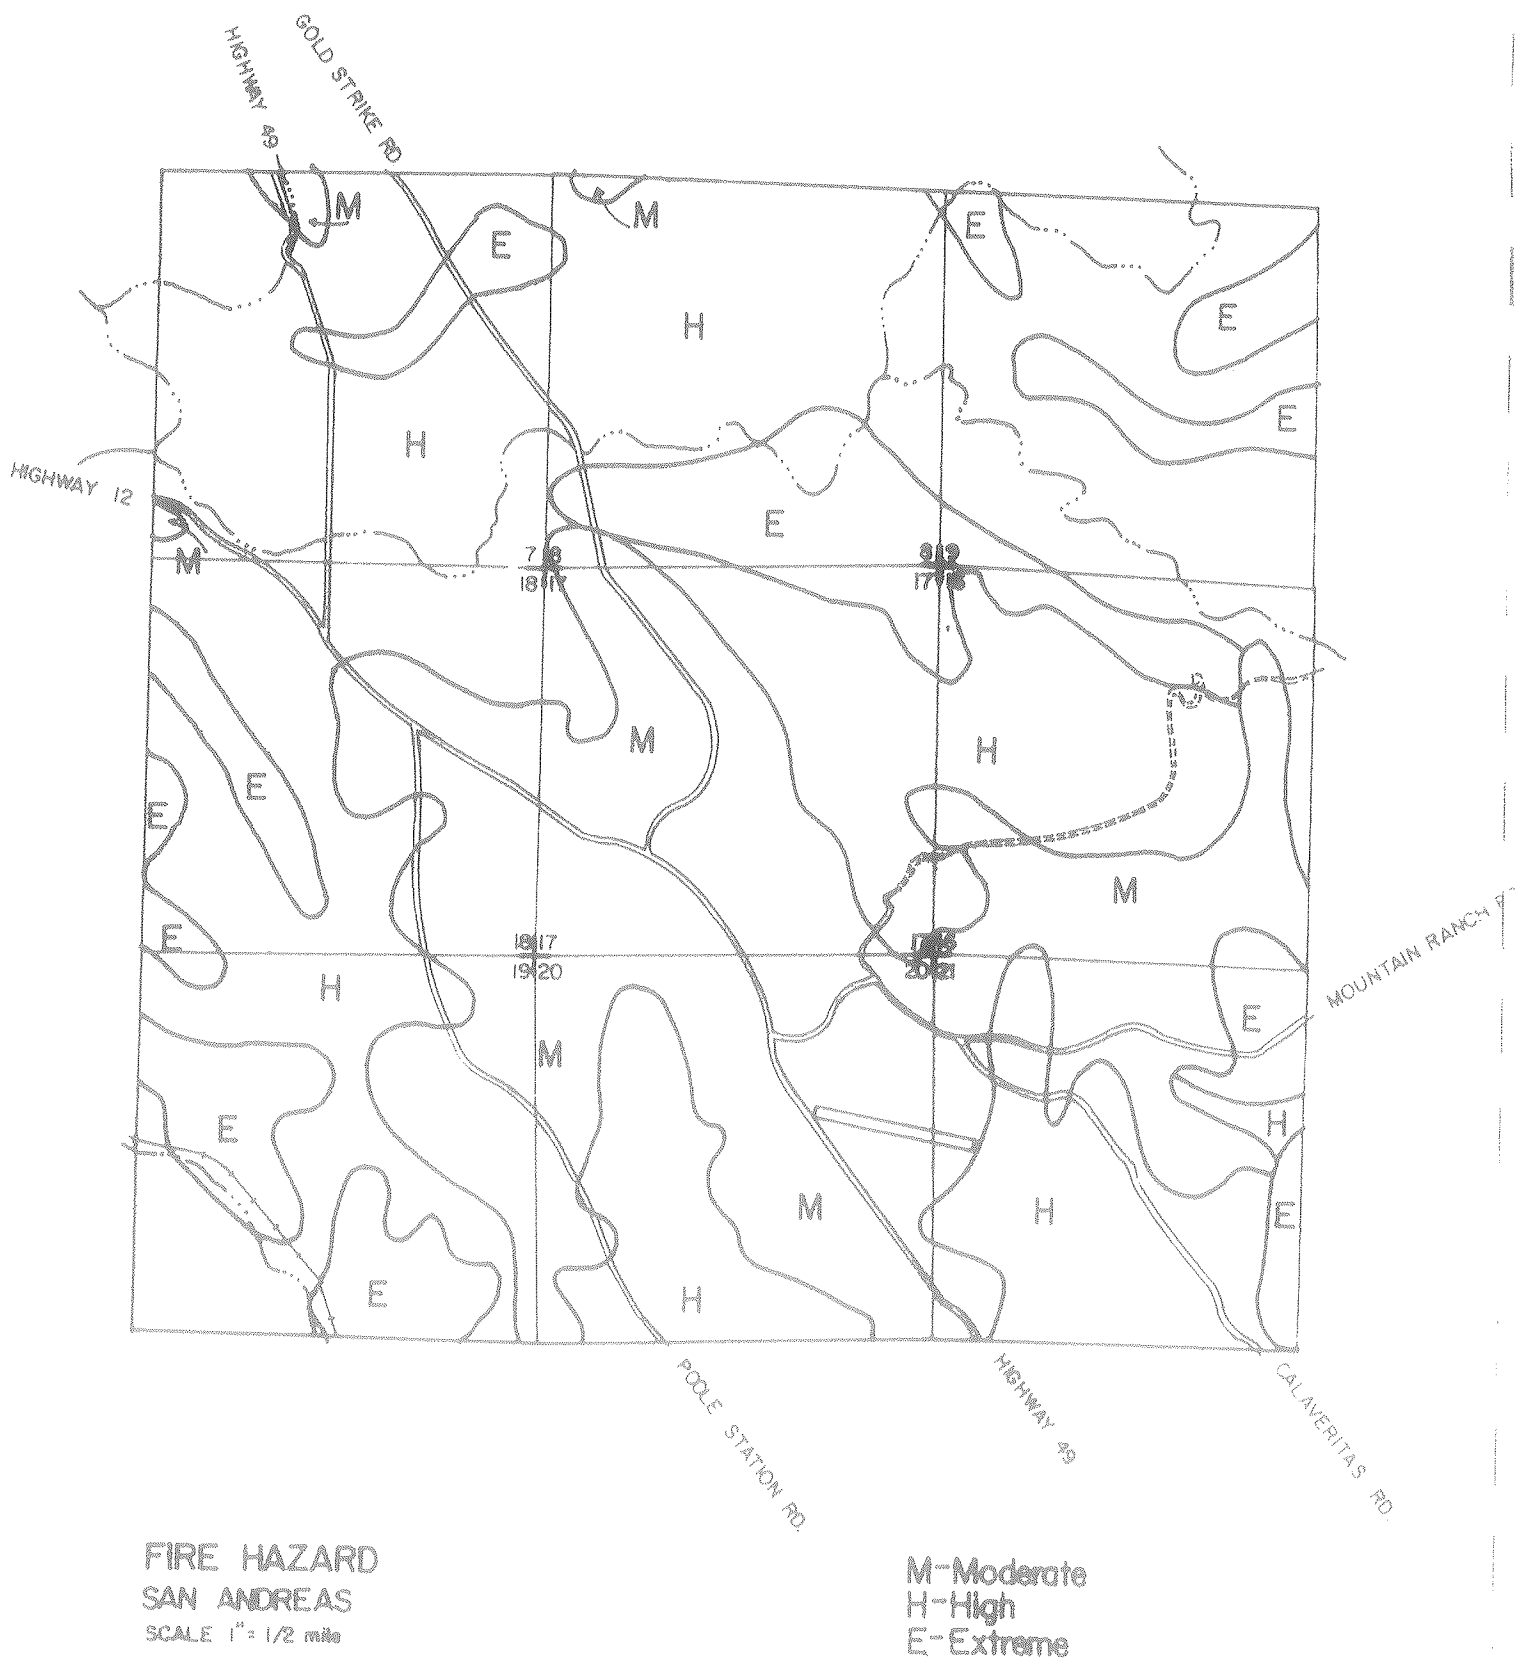 HIGHWAY 49
GOLD STRIKE RD
M
M
E
E
H
E
H
E
HIGHWAY 12
E
M
7 8
18 17
8 9
17 16
M
H
E
E
M
MOUNTAIN RANCH
E
18 17
19 20
20 21
H
E
M
H
E
M
H
E
E
H
POOLE STATION RD.
HIGHWAY 49
CALAVERITAS RD.
FIRE HAZARD
SAN ANDREAS
SCALE 1" = 1/2 mile
M-Moderate
H-High
E-Extreme